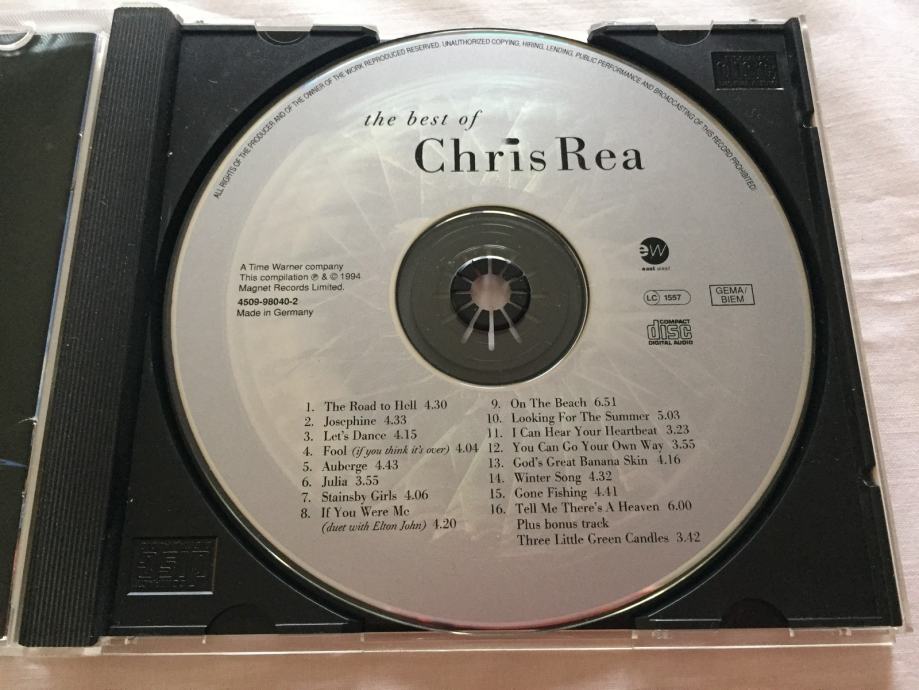 ALL RIGHTS OF THE PRODUCER AND OF THE OWNER OF THE WORK REPRODUCED RESERVED. UNAUTHORIZED COPYING, HIRING, LENDING, PUBLIC PERFORMANCE AND BROADCASTING OF THIS RECORD PROHIBITED!
the best of
Chris Rea
A Time Warner company
This compilation ℗ & © 1994
Magnet Records Limited.
4509-98040-2
Made in Germany
ew
east west
LC 1557
GEMA/
BIEM
COMPACT
disc
DIGITAL AUDIO
1. The Road to Hell 4.30
2. Josephine 4.33
3. Let's Dance 4.15
4. Fool (if you think it's over) 4.04
5. Auberge 4.43
6. Julia 3.55
7. Stainsby Girls 4.06
8. If You Were Me
(duet with Elton John) 4.20
9. On The Beach 6.51
10. Looking For The Summer 5.03
11. I Can Hear Your Heartbeat 3.23
12. You Can Go Your Own Way 3.55
13. God's Great Banana Skin 4.16
14. Winter Song 4.32
15. Gone Fishing 4.41
16. Tell Me There's A Heaven 6.00
Plus bonus track
Three Little Green Candles 3.42